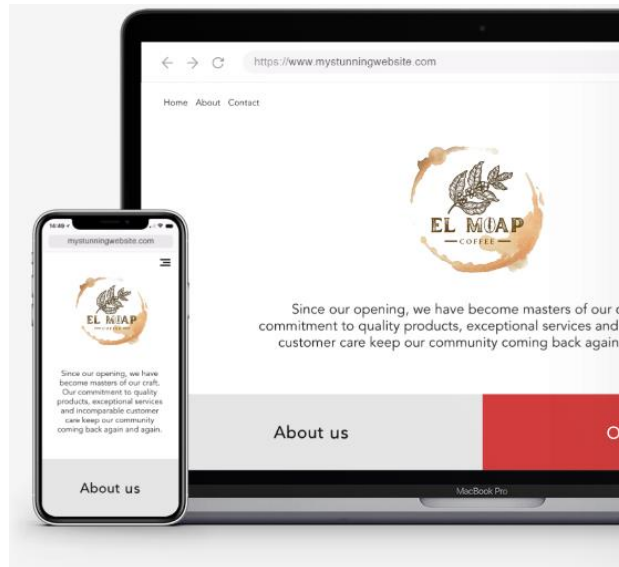 https://www.mystunningwebsite.com
Home About Contact
EL MOAP
COFFEE
Since our opening, we have become masters of our
commitment to quality products, exceptional services and
customer care keep our community coming back again
About us
O
MacBook Pro
mystunningwebsite.com
EL MOAP
Since our opening, we have
become masters of our craft.
Our commitment to quality
products, exceptional services
and incomparable customer
care keep our community
coming back again and again.
About us